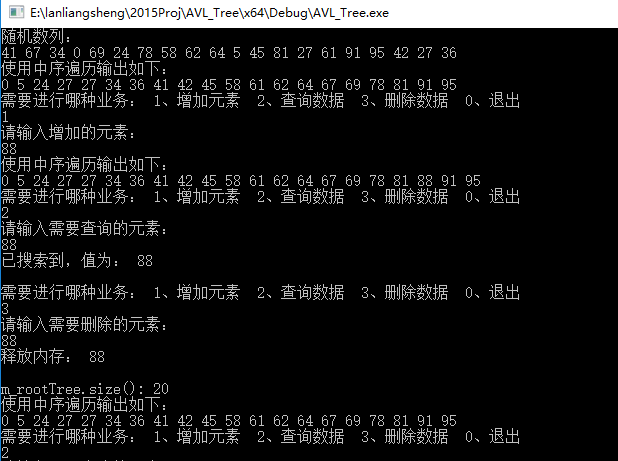 E:\lanliangsheng\2015Proj\AVL_Tree\x64\Debug\AVL_Tree.exe
随机数列:
41 67 34 0 69 24 78 58 62 64 5 45 81 27 61 91 95 42 27 36
使用中序遍历输出如下:
0 5 24 27 27 34 36 41 42 45 58 61 62 64 67 69 78 81 91 95
需要进行哪种业务: 1、增加元素 2、查询数据 3、删除数据 0、退出
1
请输入增加的元素:
88
使用中序遍历输出如下:
0 5 24 27 27 34 36 41 42 45 58 61 62 64 67 69 78 81 88 91 95
需要进行哪种业务: 1、增加元素 2、查询数据 3、删除数据 0、退出
2
请输入需要查询的元素:
88
已搜索到,值为: 88
需要进行哪种业务: 1、增加元素 2、查询数据 3、删除数据 0、退出
3
请输入需要删除的元素:
88
释放内存: 88
m_rootTree.size(): 20
使用中序遍历输出如下:
0 5 24 27 27 34 36 41 42 45 58 61 62 64 67 69 78 81 91 95
需要进行哪种业务: 1、增加元素 2、查询数据 3、删除数据 0、退出
2